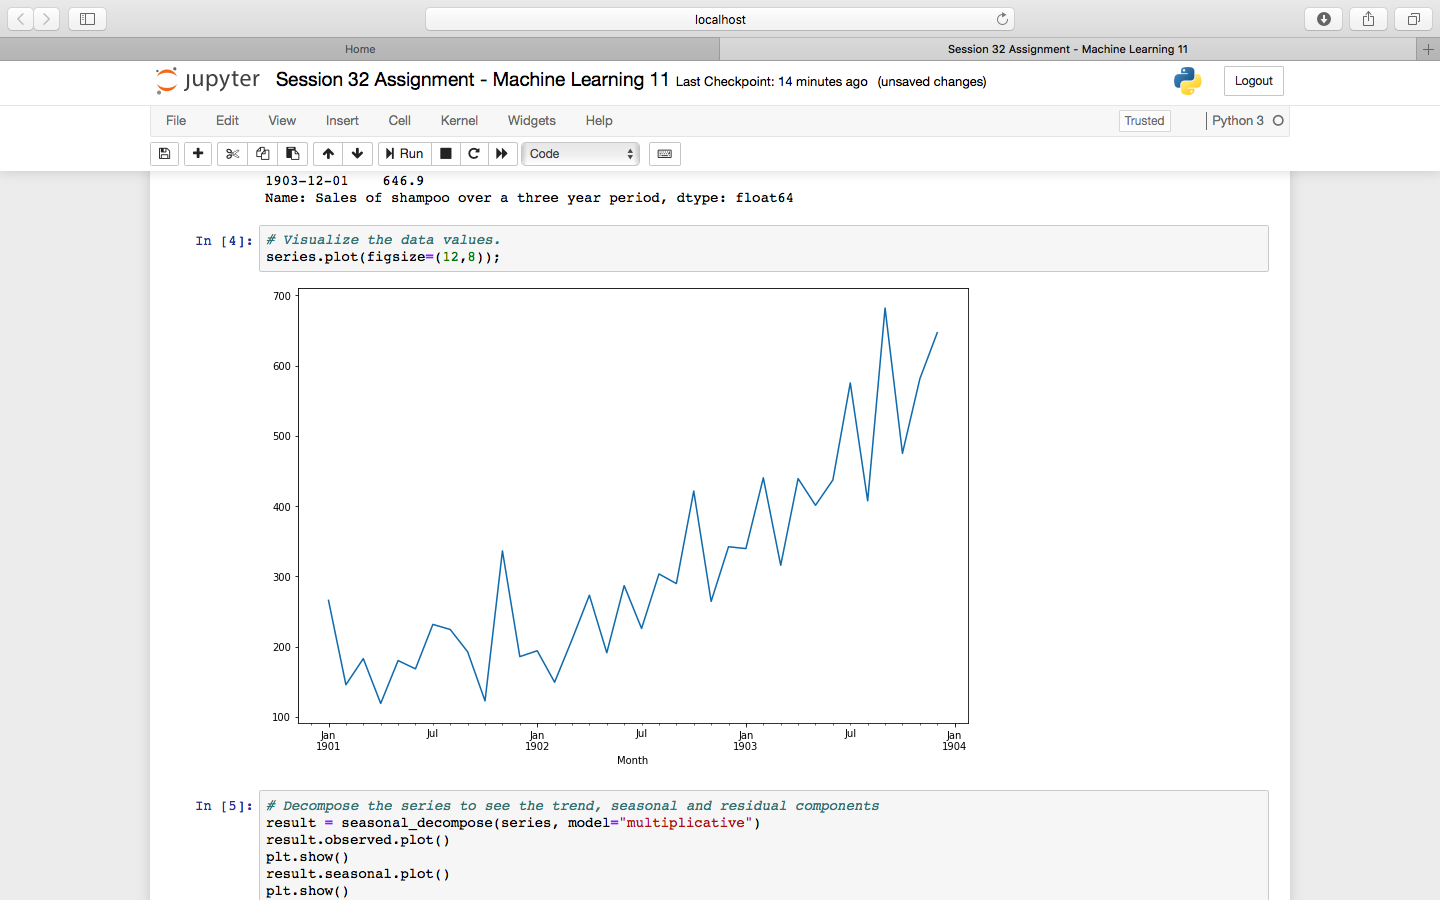 localhost
Home
Session 32 Assignment - Machine Learning 11
jupyter Session 32 Assignment - Machine Learning 11 Last Checkpoint: 14 minutes ago (unsaved changes)
Logout
File Edit View Insert Cell Kernel Widgets Help
Trusted
Python 3
Run
Code
1903-12-01    646.9
Name: Sales of shampoo over a three year period, dtype: float64
In [4]:
# Visualize the data values.
series.plot(figsize=(12,8));
700
600
500
400
300
200
100
Jan Jul Jan Jul Jan Jul Jan
1901 1902 1903 1904
Month
In [5]:
# Decompose the series to see the trend, seasonal and residual components
result = seasonal_decompose(series, model="multiplicative")
result.observed.plot()
plt.show()
result.seasonal.plot()
plt.show()